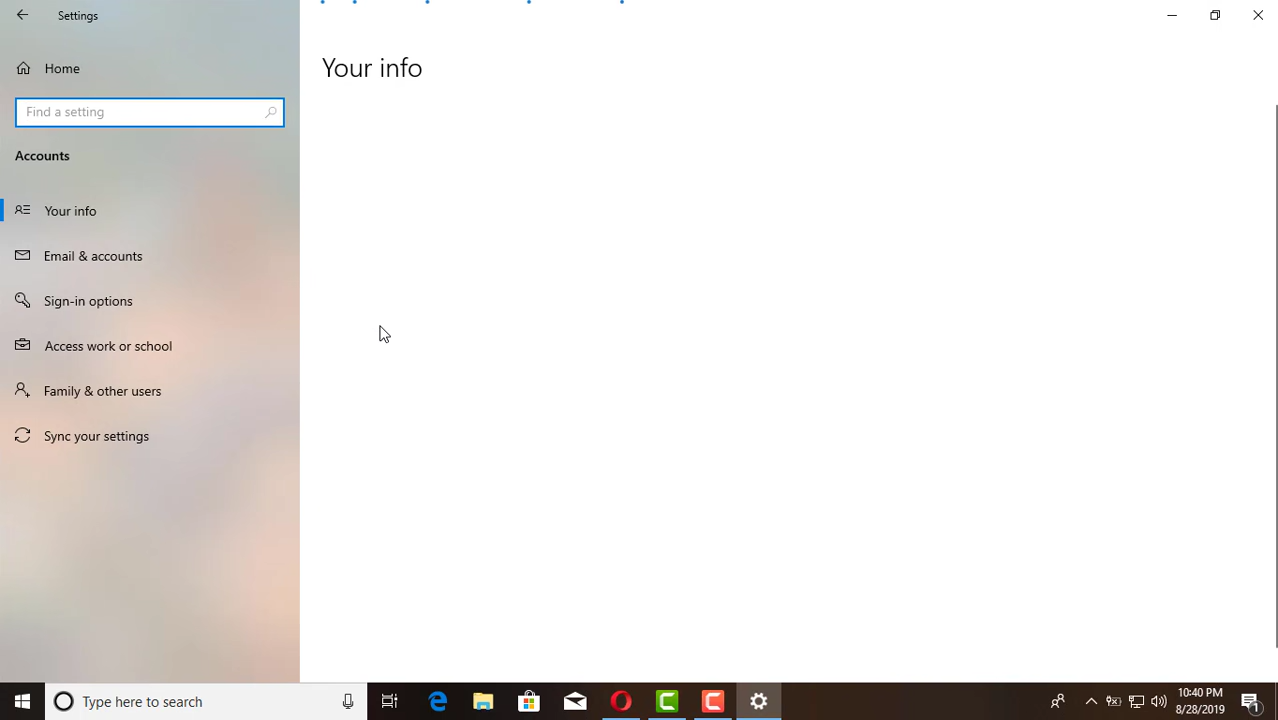 Settings
Home
Find a setting
Accounts
Your info
Email & accounts
Sign-in options
Access work or school
Family & other users
Sync your settings
Your info
Type here to search
10:40 PM
8/28/2019
1